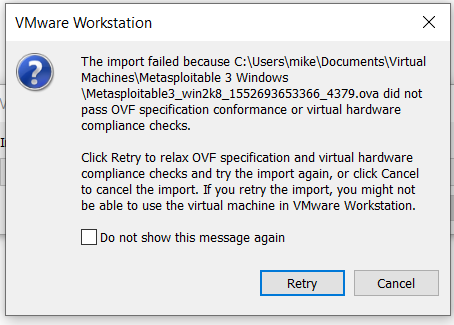 VMware Workstation
The import failed because C:\Users\mike\Documents\Virtual
Machines\Metasploitable 3 Windows
\Metasploitable3_win2k8_1552693653366_4379.ova did not
pass OVF specification conformance or virtual hardware
compliance checks.
Click Retry to relax OVF specification and virtual hardware
compliance checks and try the import again, or click Cancel
to cancel the import. If you retry the import, you might not
be able to use the virtual machine in VMware Workstation.
Do not show this message again
Retry
Cancel